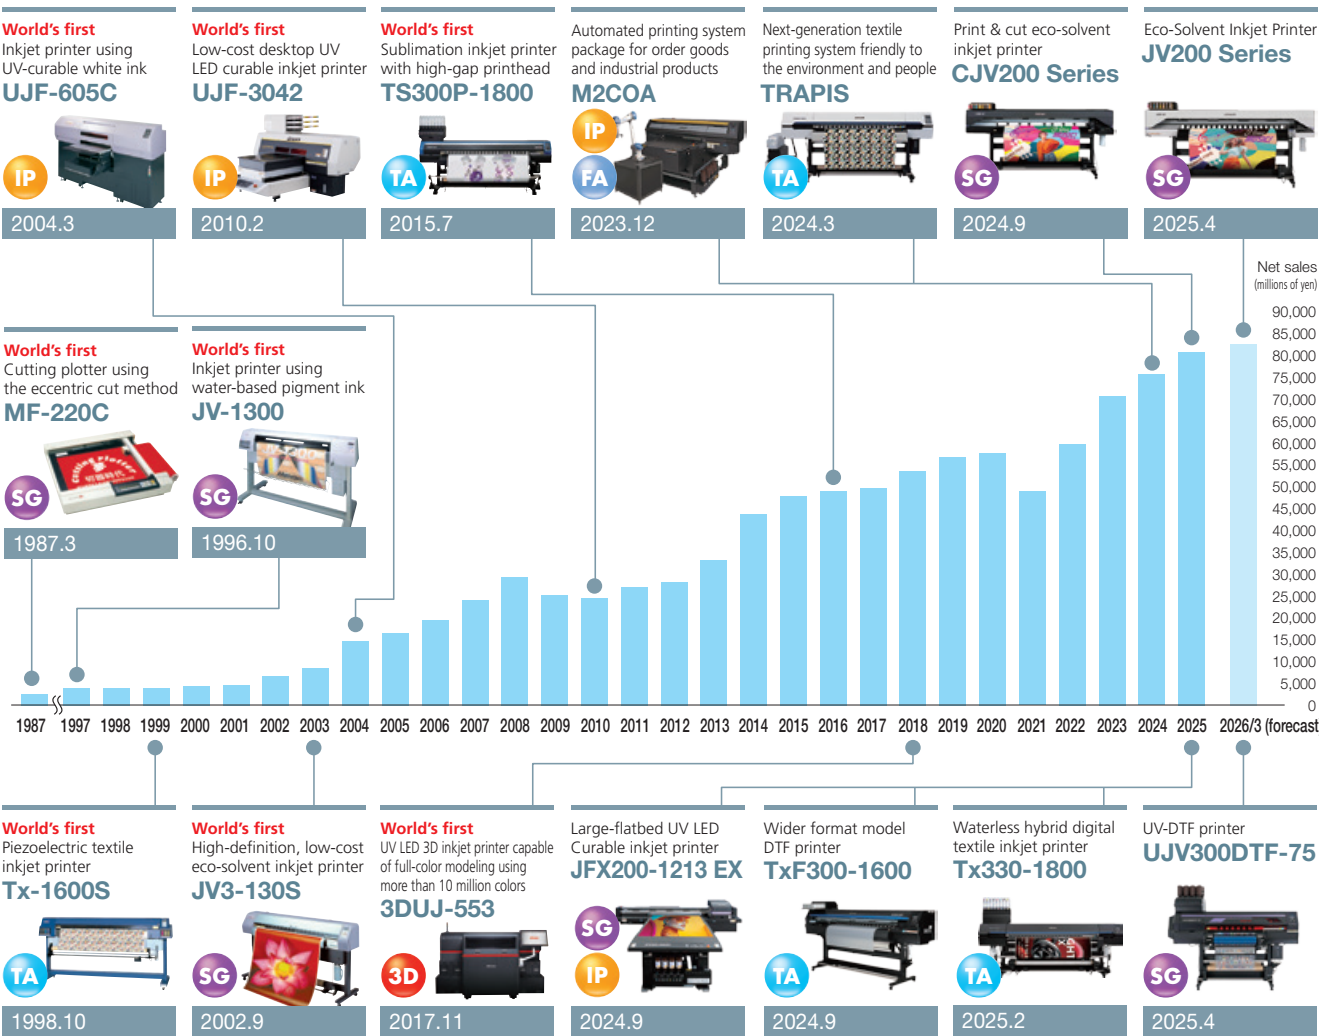 World's first
Inkjet printer using
UV-curable white ink
UJF-605C
IP
2004.3
World's first
Low-cost desktop UV
LED curable inkjet printer
UJF-3042
IP
2010.2
World's first
Sublimation inkjet printer
with high-gap printhead
TS300P-1800
TA
2015.7
Automated printing system
package for order goods
and industrial products
M2COA
IP
FA
2023.12
Next-generation textile
printing system friendly to
the environment and people
TRAPIS
TA
2024.3
Print & cut eco-solvent
inkjet printer
CJV200 Series
SG
2024.9
Eco-Solvent Inkjet Printer
JV200 Series
SG
2025.4
World's first
Cutting plotter using
the eccentric cut method
MF-220C
Cutting Plotter
SG
1987.3
World's first
Inkjet printer using
water-based pigment ink
JV-1300
SG
1996.10
Net sales
(millions of yen)
90,000
85,000
80,000
75,000
70,000
65,000
60,000
55,000
50,000
45,000
40,000
35,000
30,000
25,000
20,000
15,000
10,000
5,000
0
1987 1997 1998 1999 2000 2001 2002 2003 2004 2005 2006 2007 2008 2009 2010 2011 2012 2013 2014 2015 2016 2017 2018 2019 2020 2021 2022 2023 2024 2025 2026/3 (forecast
World's first
Piezoelectric textile
inkjet printer
Tx-1600S
TA
1998.10
World's first
High-definition, low-cost
eco-solvent inkjet printer
JV3-130S
SG
2002.9
World's first
UV LED 3D inkjet printer capable
of full-color modeling using
more than 10 million colors
3DUJ-553
3D
2017.11
Large-flatbed UV LED
Curable inkjet printer
JFX200-1213 EX
SG
IP
2024.9
Wider format model
DTF printer
TxF300-1600
TA
2024.9
Waterless hybrid digital
textile inkjet printer
Tx330-1800
TA
2025.2
UV-DTF printer
UJV300DTF-75
SG
2025.4